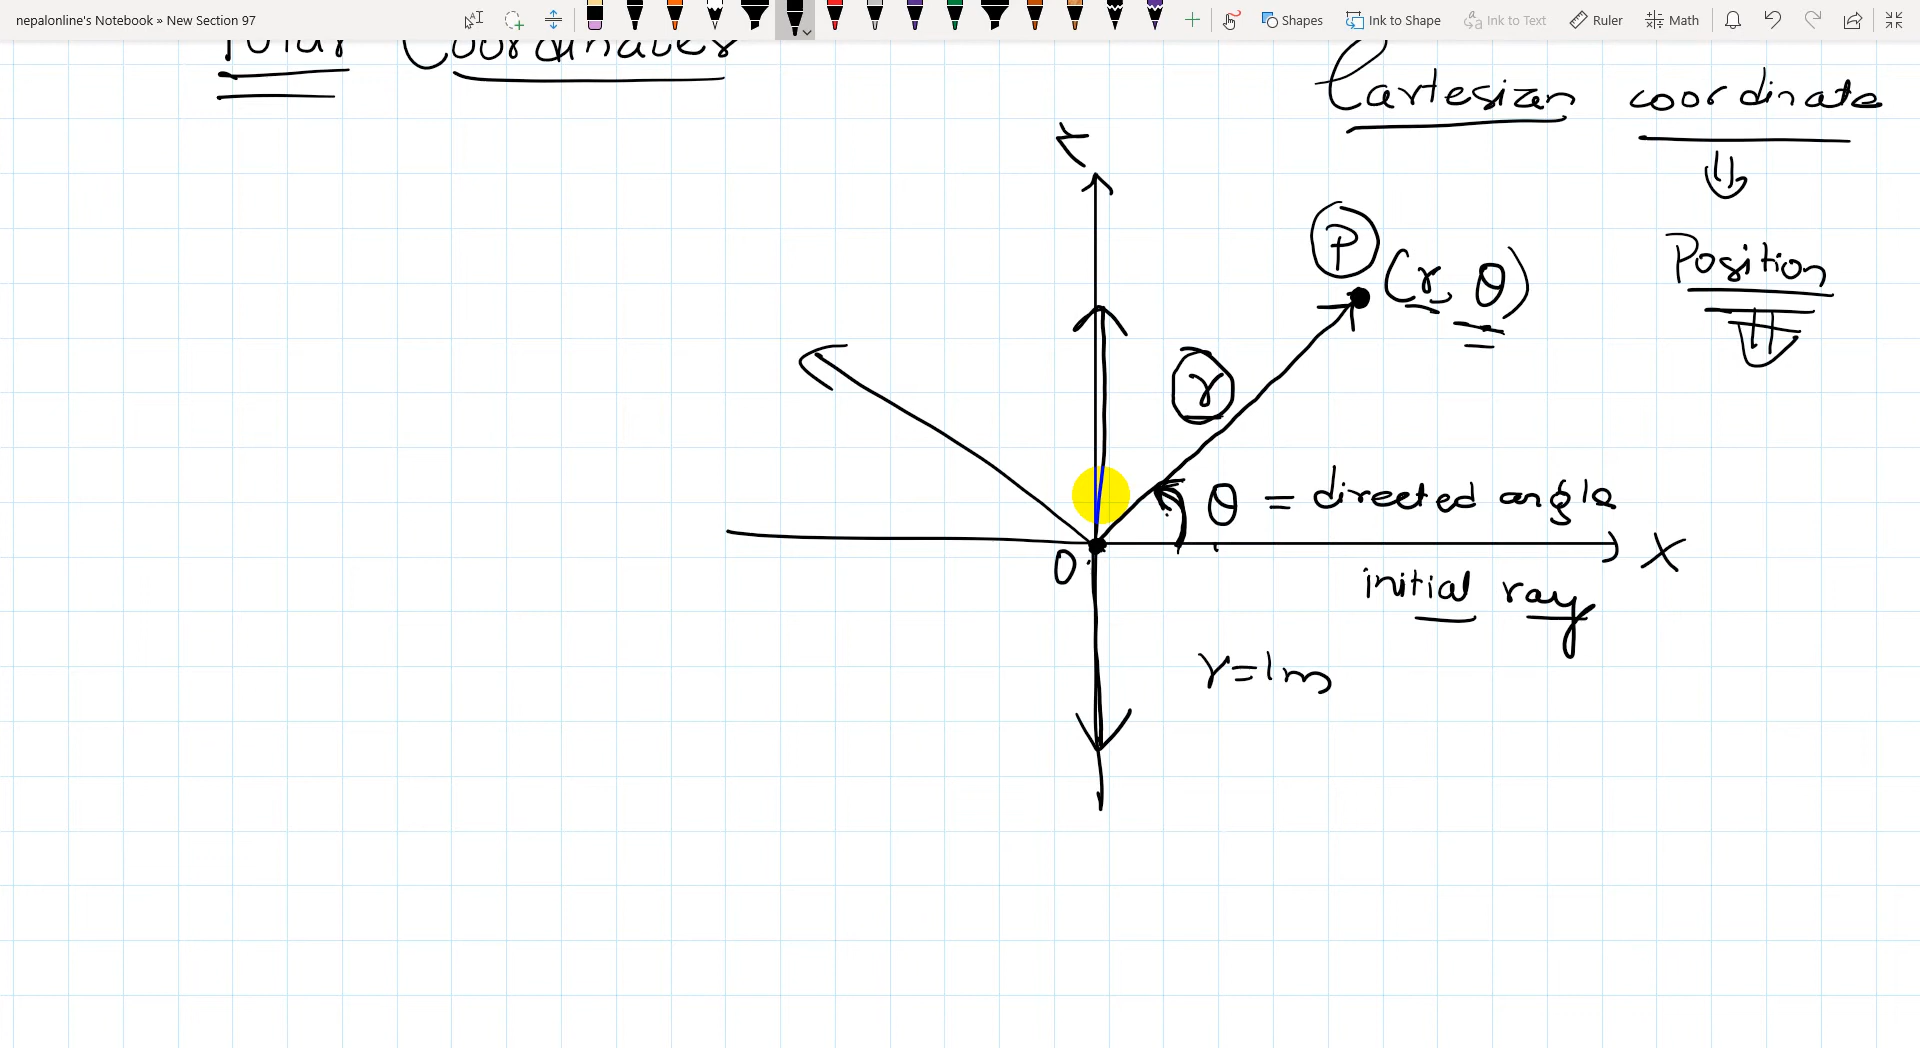 nepalonline's Notebook » New Section 97
Shapes
Ink to Shape
Ink to Text
Ruler
Math
Polar Coordinates
Cartesian coordinate
Y
P
(r, θ)
Position
r
θ = directed angle
O
X
initial ray
r=1m